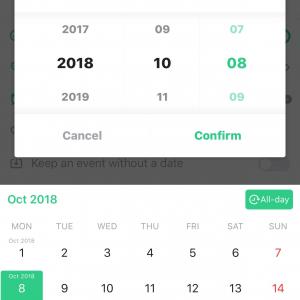 2017 09 07
2018 10 08
2019 11 09
Cancel Confirm
Keep an event without a date
Oct 2018 All-day
MON TUE WED THU FRI SAT SUN
Oct 2018
1 2 3 4 5 6 7
Oct 2018
8 9 10 11 12 13 14